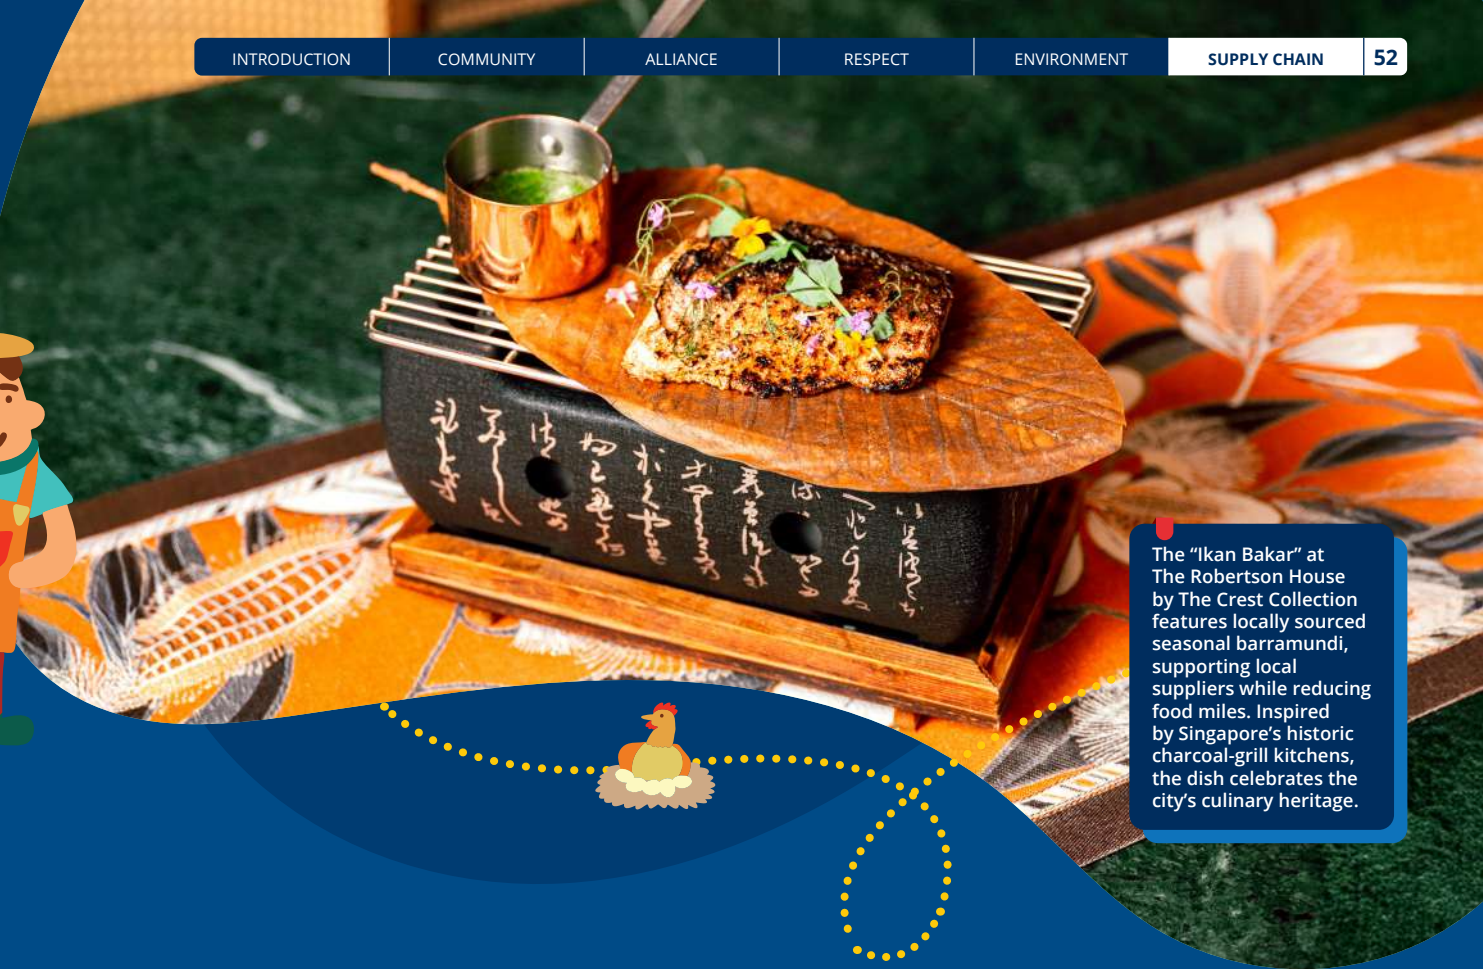 INTRODUCTION
COMMUNITY
ALLIANCE
RESPECT
ENVIRONMENT
SUPPLY CHAIN
52
The “Ikan Bakar” at
The Robertson House
by The Crest Collection
features locally sourced
seasonal barramundi,
supporting local
suppliers while reducing
food miles. Inspired
by Singapore’s historic
charcoal-grill kitchens,
the dish celebrates the
city’s culinary heritage.